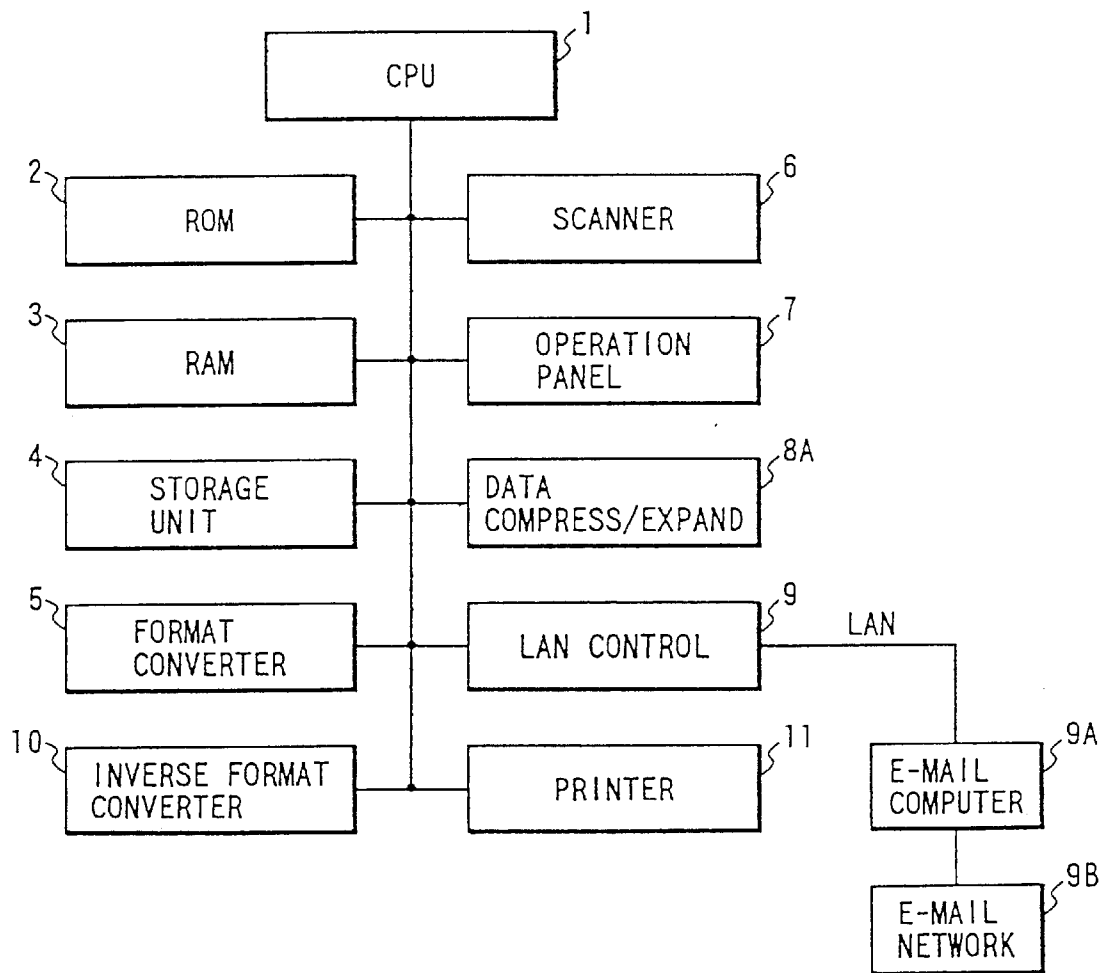 1
CPU
2
ROM
6
SCANNER
3
RAM
7
OPERATION
PANEL
4
STORAGE
UNIT
8A
DATA
COMPRESS/EXPAND
5
FORMAT
CONVERTER
9
LAN CONTROL
LAN
10
INVERSE FORMAT
CONVERTER
11
PRINTER
9A
E-MAIL
COMPUTER
9B
E-MAIL
NETWORK